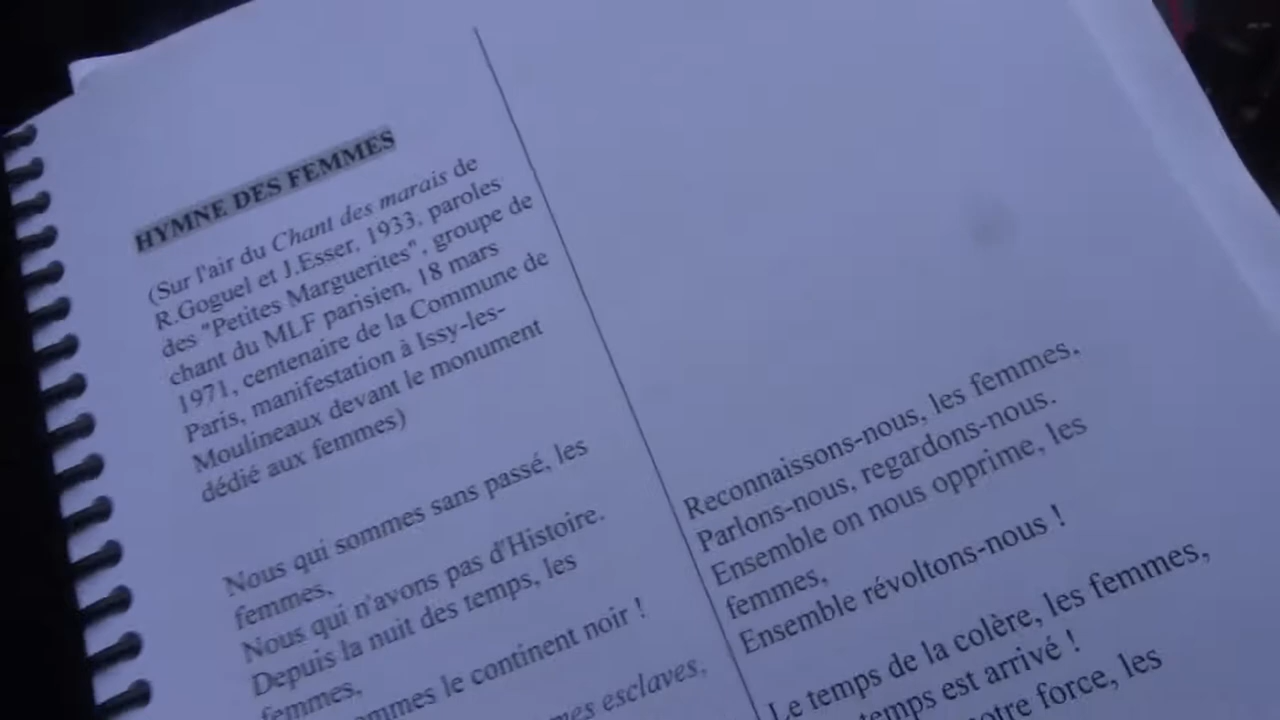 HYMNE DES FEMMES
(Sur l'air du Chant des marais de
R.Goguel et J.Esser, 1933, paroles
des "Petites Marguerites", groupe de
chant du MLF parisien, 18 mars
1971, centenaire de la Commune de
Paris, manifestation à Issy-les-
Moulineaux devant le monument
dédié aux femmes)
Nous qui sommes sans passé, les
femmes,
Nous qui n'avons pas d'Histoire.
Depuis la nuit des temps, les
femmes,
le continent noir !
esclaves,
Reconnaissons-nous, les femmes,
Parlons-nous, regardons-nous.
Ensemble on nous opprime, les
femmes,
Ensemble révoltons-nous !
Le temps de la colère, les femmes,
temps est arrivé !
force, les